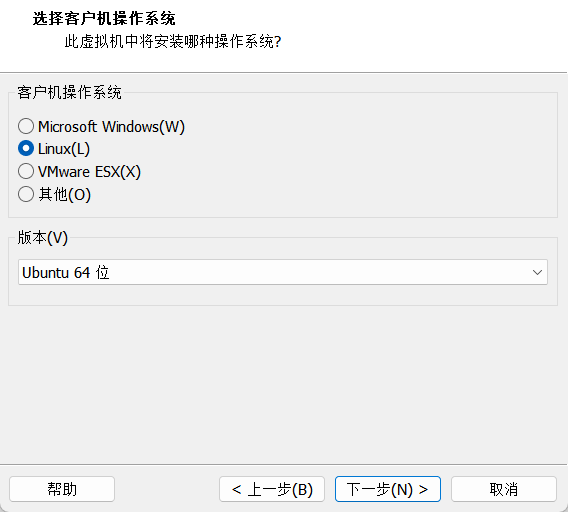 选择客户机操作系统
此虚拟机中将安装哪种操作系统?
客户机操作系统
Microsoft Windows(W)
Linux(L)
VMware ESX(X)
其他(O)
版本(V)
Ubuntu 64 位
帮助
< 上一步(B)
下一步(N) >
取消